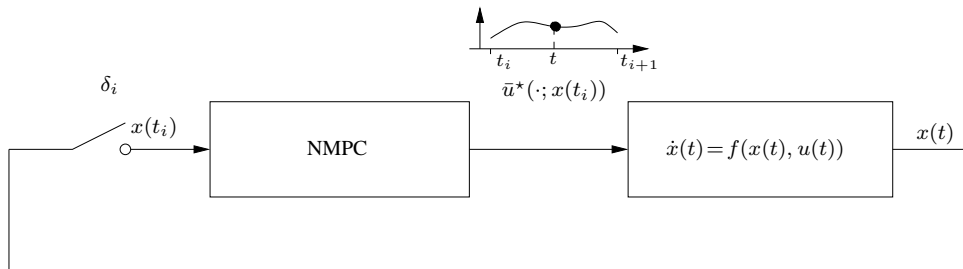 t_i t t_{i+1}
ū*(·; x(t_i))
δ_i
x(t_i)
NMPC
ẋ(t)=f(x(t), u(t))
x(t)